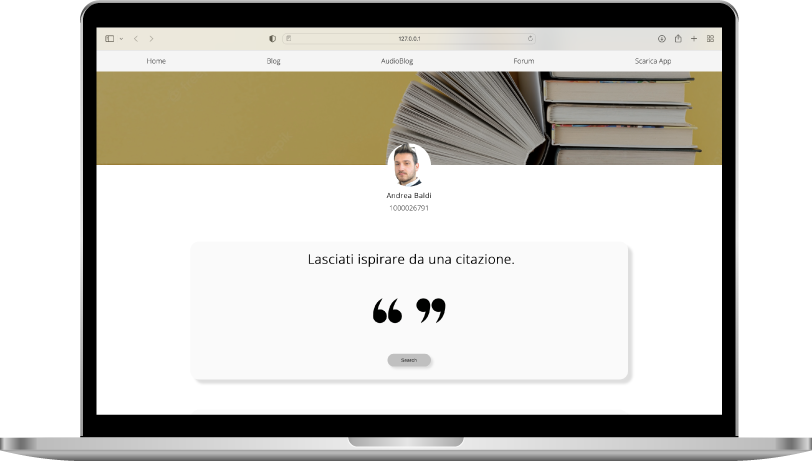 127.0.0.1
Home Blog AudioBlog Forum Scarica App
Andrea Baldi
1000026791
Lasciati ispirare da una citazione.
“ ”
Search